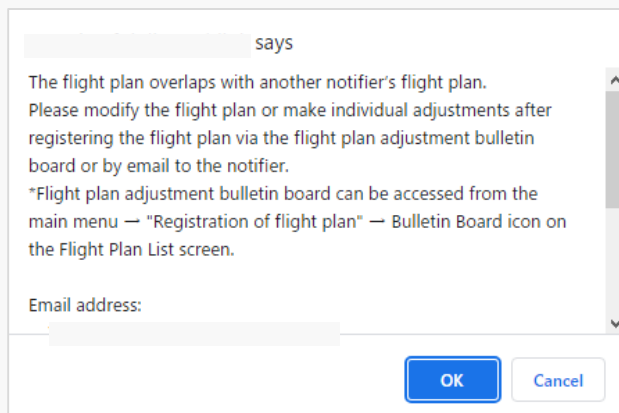 says
The flight plan overlaps with another notifier's flight plan.
Please modify the flight plan or make individual adjustments after
registering the flight plan via the flight plan adjustment bulletin
board or by email to the notifier.
*Flight plan adjustment bulletin board can be accessed from the
main menu → "Registration of flight plan" → Bulletin Board icon on
the Flight Plan List screen.
Email address:
OK
Cancel